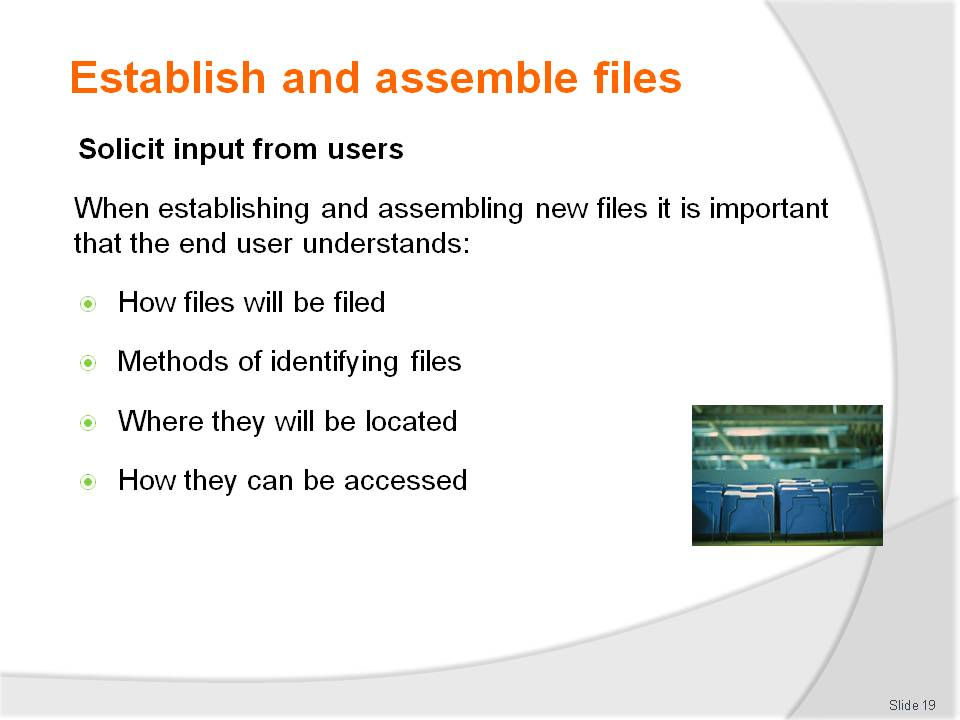 Establish and assemble files
Solicit input from users
When establishing and assembling new files it is important
that the end user understands:
How files will be filed
Methods of identifying files
Where they will be located
How they can be accessed
Slide 19